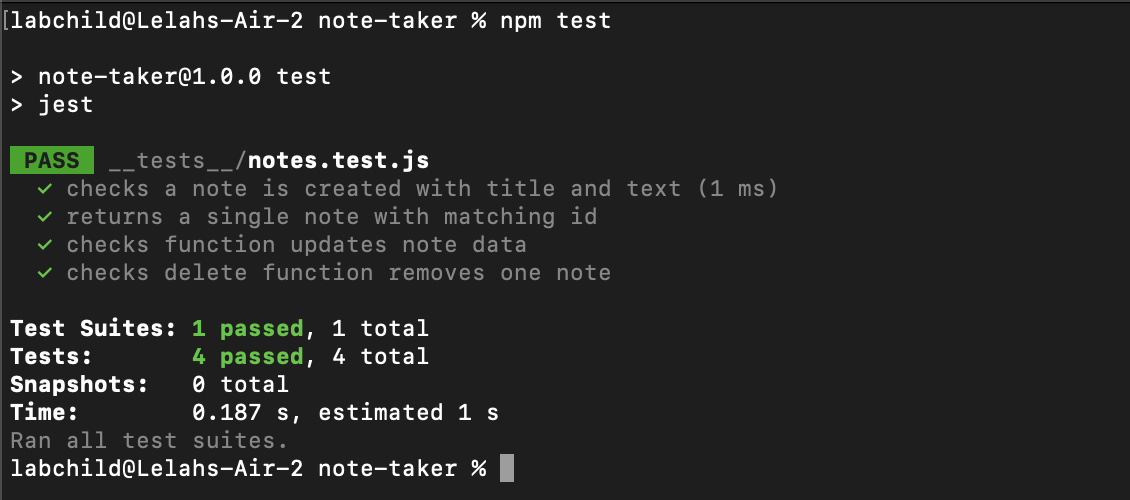 [labchild@Lelahs-Air-2 note-taker % npm test
> note-taker@1.0.0 test
> jest
PASS __tests__/notes.test.js
✓ checks a note is created with title and text (1 ms)
✓ returns a single note with matching id
✓ checks function updates note data
✓ checks delete function removes one note
Test Suites: 1 passed, 1 total
Tests: 4 passed, 4 total
Snapshots: 0 total
Time: 0.187 s, estimated 1 s
Ran all test suites.
labchild@Lelahs-Air-2 note-taker %